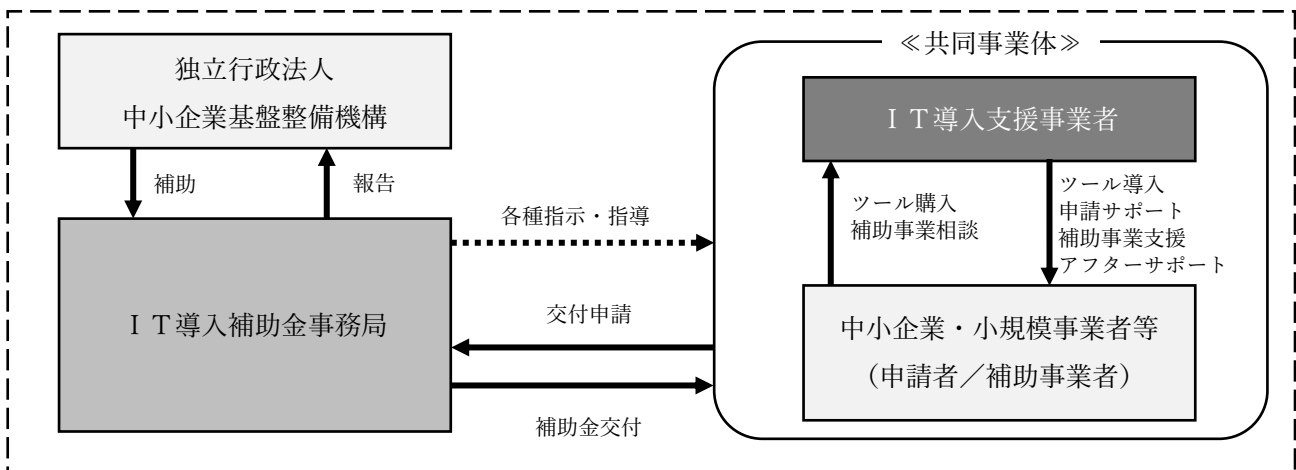 独立行政法人
中小企業基盤整備機構
補助
報告
ＩＴ導入補助金事務局
各種指示・指導
交付申請
補助金交付
≪共同事業体≫
ＩＴ導入支援事業者
ツール購入
補助事業相談
ツール導入
申請サポート
補助事業支援
アフターサポート
中小企業・小規模事業者等
（申請者／補助事業者）